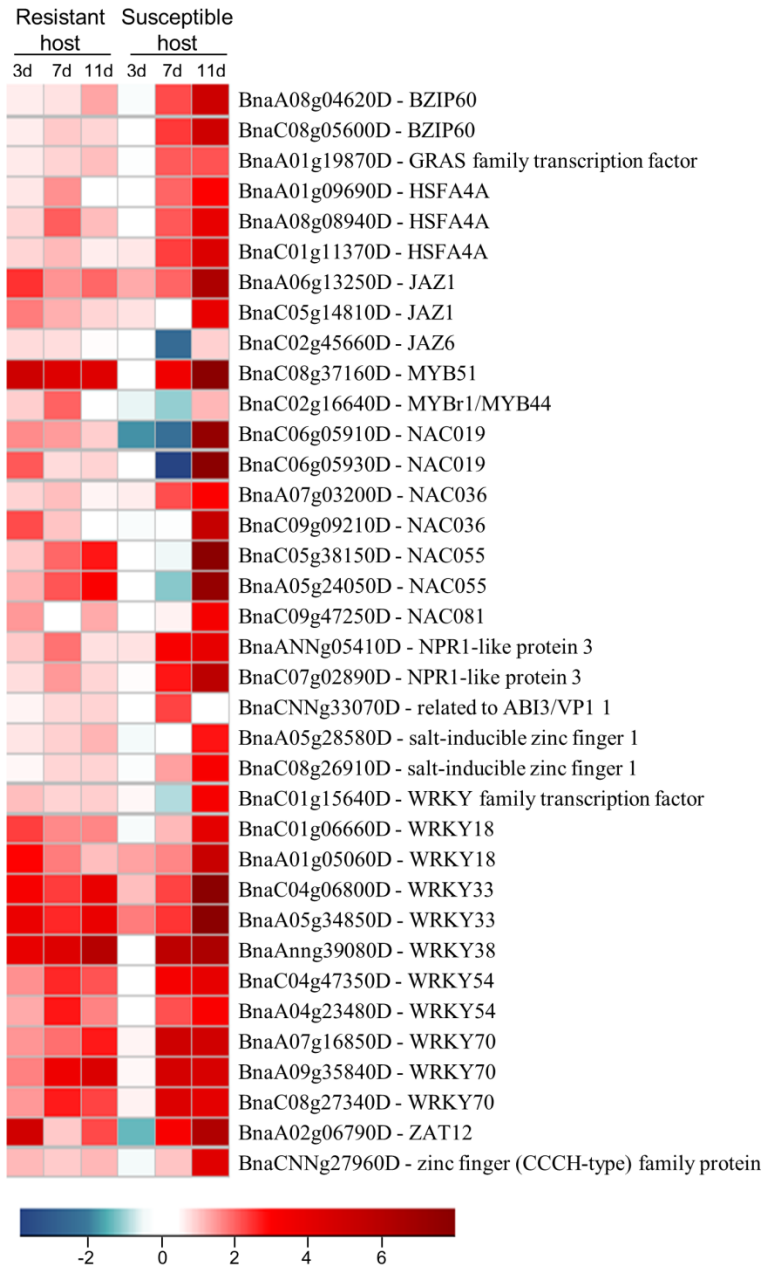 Resistant host
Susceptible host
3d 7d 11d 3d 7d 11d
BnaA08g04620D - BZIP60
BnaC08g05600D - BZIP60
BnaA01g19870D - GRAS family transcription factor
BnaA01g09690D - HSFA4A
BnaA08g08940D - HSFA4A
BnaC01g11370D - HSFA4A
BnaA06g13250D - JAZ1
BnaC05g14810D - JAZ1
BnaC02g45660D - JAZ6
BnaC08g37160D - MYB51
BnaC02g16640D - MYBr1/MYB44
BnaC06g05910D - NAC019
BnaC06g05930D - NAC019
BnaA07g03200D - NAC036
BnaC09g09210D - NAC036
BnaC05g38150D - NAC055
BnaA05g24050D - NAC055
BnaC09g47250D - NAC081
BnaANNg05410D - NPR1-like protein 3
BnaC07g02890D - NPR1-like protein 3
BnaCNNg33070D - related to ABI3/VP1 1
BnaA05g28580D - salt-inducible zinc finger 1
BnaC08g26910D - salt-inducible zinc finger 1
BnaC01g15640D - WRKY family transcription factor
BnaC01g06660D - WRKY18
BnaA01g05060D - WRKY18
BnaC04g06800D - WRKY33
BnaA05g34850D - WRKY33
BnaAnng39080D - WRKY38
BnaC04g47350D - WRKY54
BnaA04g23480D - WRKY54
BnaA07g16850D - WRKY70
BnaA09g35840D - WRKY70
BnaC08g27340D - WRKY70
BnaA02g06790D - ZAT12
BnaCNNg27960D - zinc finger (CCCH-type) family protein
-2 0 2 4 6